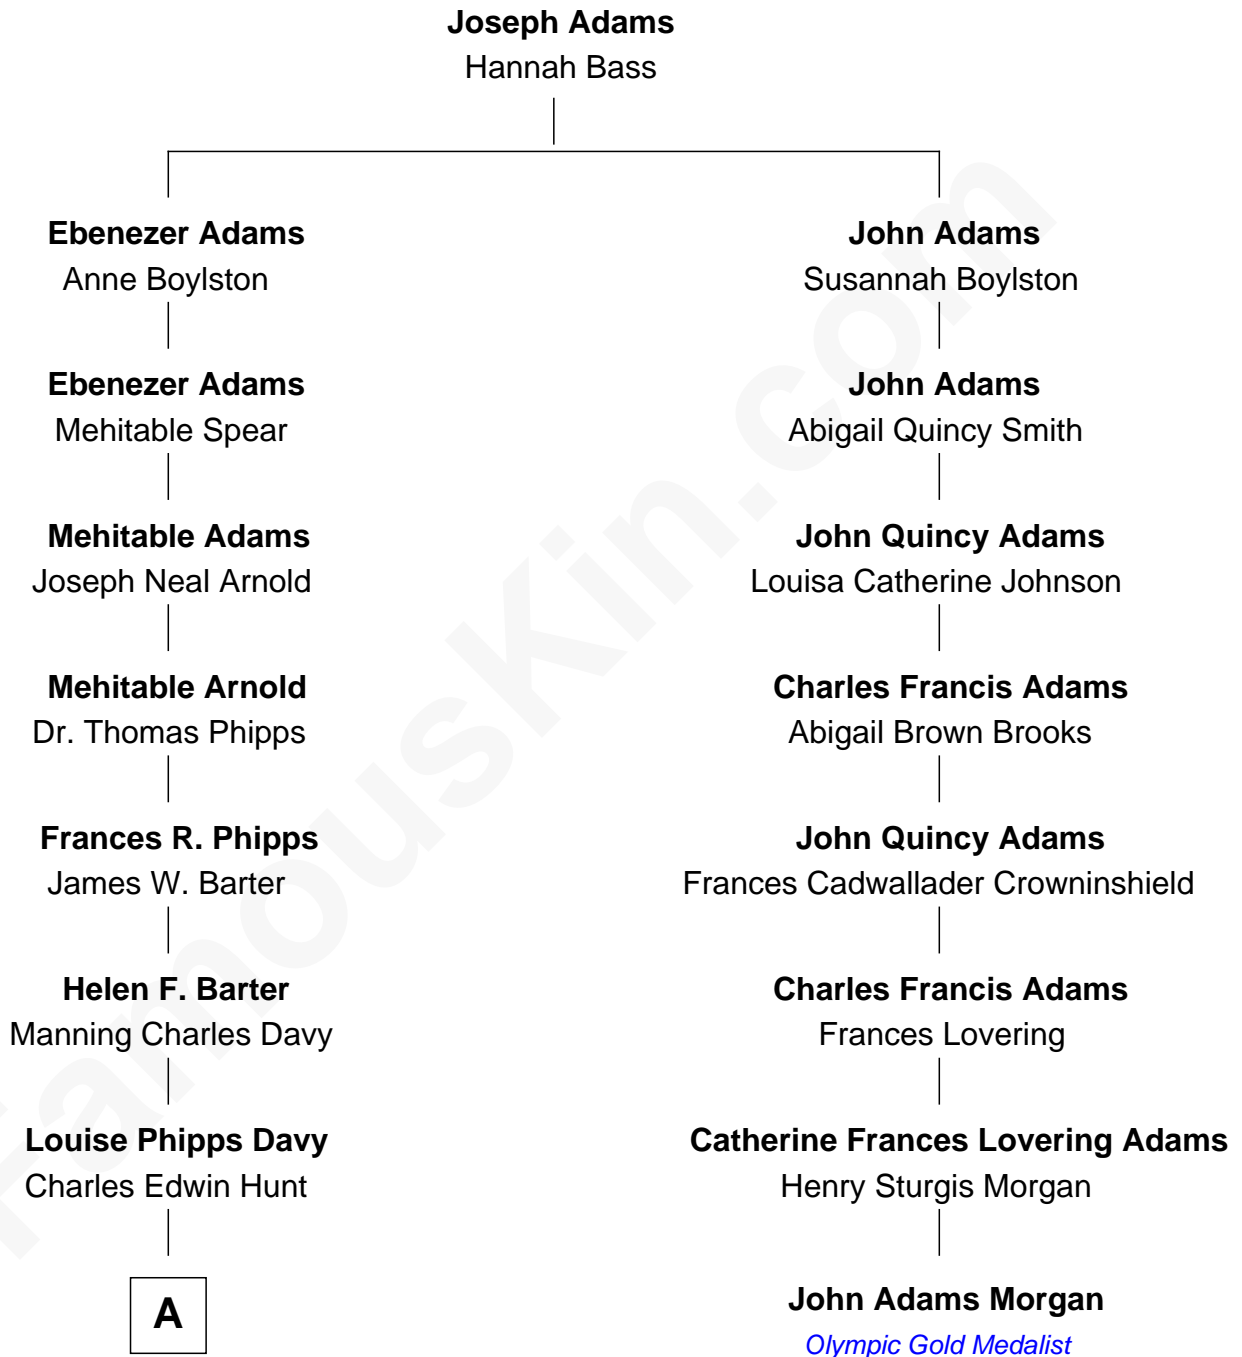 Joseph Adams
Hannah Bass
Ebenezer Adams
Anne Boylston
Ebenezer Adams
Mehitable Spear
Mehitable Adams
Joseph Neal Arnold
Mehitable Arnold
Dr. Thomas Phipps
Frances R. Phipps
James W. Barter
Helen F. Barter
Manning Charles Davy
Louise Phipps Davy
Charles Edwin Hunt
A
John Adams
Susannah Boylston
John Adams
Abigail Quincy Smith
John Quincy Adams
Louisa Catherine Johnson
Charles Francis Adams
Abigail Brown Brooks
John Quincy Adams
Frances Cadwallader Crowninshield
Charles Francis Adams
Frances Lovering
Catherine Frances Lovering Adams
Henry Sturgis Morgan
John Adams Morgan
Olympic Gold Medalist
FamousKin.com